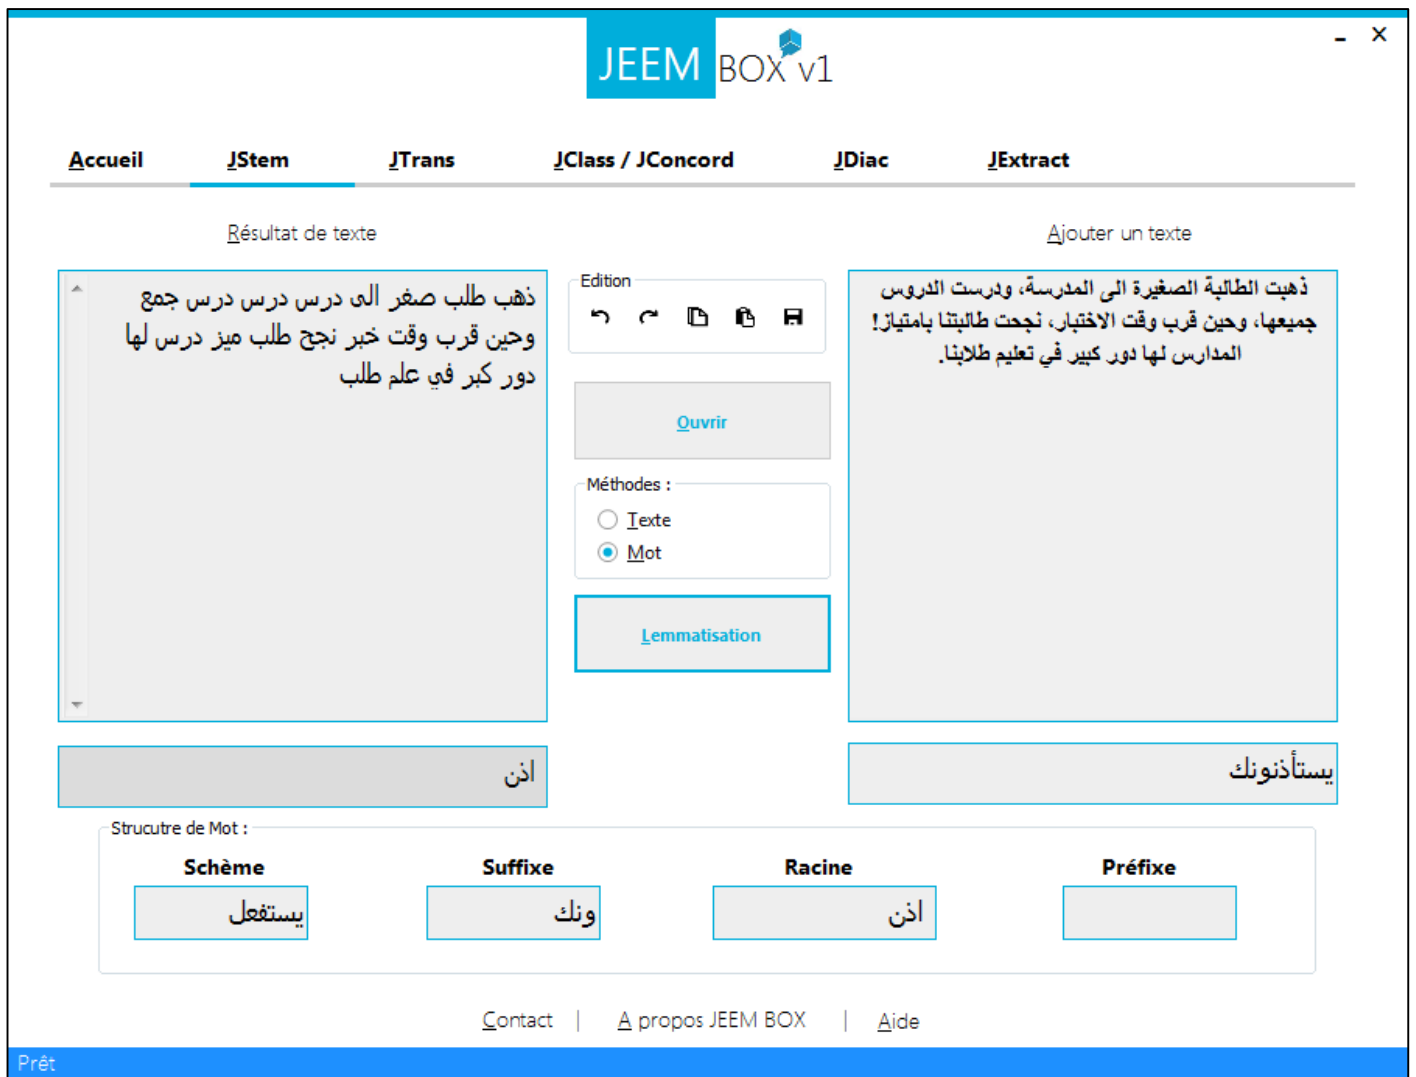 JEEM BOX v1
Accueil JStem JTrans JClass / JConcord JDiac JExtract
Résultat de texte
Ajouter un texte
ذهب طلب صغر الى درس درس درس جمع
وحين قرب وقت خبر نجح طلب ميز درس لها
دور كبر في علم طلب
Edition
Ouvrir
Méthodes :
Texte
Mot
Lemmatisation
ذهبت الطالبة الصغيرة الى المدرسة، ودرست الدروس
جميعها، وحين قرب وقت الاختبار، نجحت طالبتنا بامتياز!
المدارس لها دور كبير في تعليم طلابنا.
اذن
يستأذنونك
Strucutre de Mot :
Schème Suffixe Racine Préfixe
يستفعل
ونك
اذن
Contact | A propos JEEM BOX | Aide
Prêt